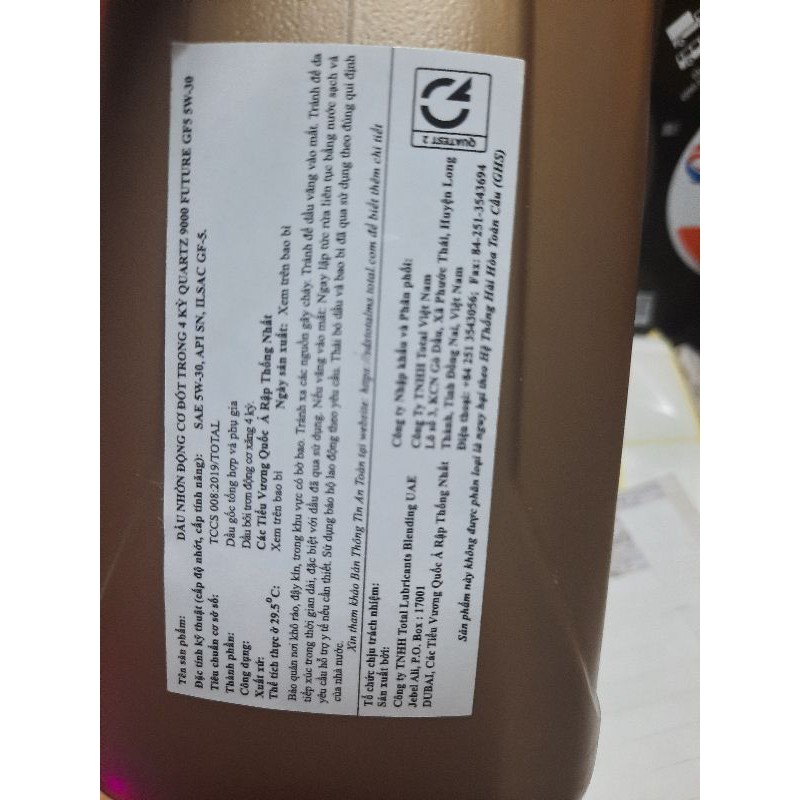 Tên sản phẩm: DẦU NHỜN ĐỘNG CƠ ĐỐT TRONG 4 KỲ QUARTZ 9000 FUTURE GF5 5W-30
Đặc tính kỹ thuật (cấp độ nhớt, cấp tính năng): SAE 5W-30, API SN, ILSAC GF-5.
Tiêu chuẩn cơ sở số: TCCS 008:2019/TOTAL
Thành phần: Dầu gốc tổng hợp và phụ gia
Công dụng: Dầu bôi trơn động cơ xăng 4 kỳ.
Xuất xứ: Các Tiểu Vương Quốc Ả Rập Thống Nhất
Thể tích thực ở 29.5°C: Xem trên bao bì Ngày sản xuất: Xem trên bao bì
Bảo quản nơi khô ráo, đậy kín, trong khu vực có bờ bao. Tránh xa các nguồn gây cháy. Tránh để dầu văng vào mắt. Tránh để da
tiếp xúc trong thời gian dài, đặc biệt với dầu đã qua sử dụng. Nếu văng vào mắt: Ngay lập tức rửa liên tục bằng nước sạch và
yêu cầu hỗ trợ y tế nếu cần thiết. Sử dụng bảo hộ lao động theo yêu cầu. Thải bỏ dầu và bao bì đã qua sử dụng theo đúng qui định
của nhà nước.
Xin tham khảo Bản Thông Tin An Toàn tại website: https://sdstotalms.total.com để biết thêm chi tiết
Tổ chức chịu trách nhiệm:
Sản xuất bởi:
Công ty TNHH Total Lubricants Blending UAE
Jebel Ali, P.O. Box : 17001
DUBAI, Các Tiểu Vương Quốc Ả Rập Thống Nhất
Công ty Nhập khẩu và Phân phối:
Công ty TNHH Total Việt Nam
Lô số 3, KCN Gò Dầu, Xã Phước Thái, Huyện Long
Thành, Tỉnh Đồng Nai, Việt Nam
Điện thoại: +84 251 3543056; Fax: 84-251-3543694
Sản phẩm này không được phân loại là nguy hại theo Hệ Thống Hài Hòa Toàn Cầu (GHS)
QUATEST 2